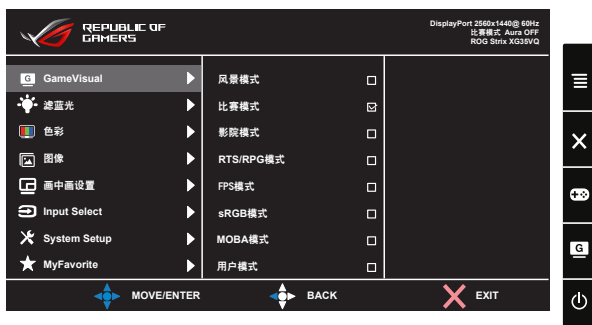 REPUBLIC OF
GAMERS
DisplayPort 2560x1440@ 60Hz
比赛模式 Aura OFF
ROG Strix XG35VQ
G GameVisual
滤蓝光
色彩
图像
画中画设置
Input Select
System Setup
MyFavorite
风景模式
比赛模式
影院模式
RTS/RPG模式
FPS模式
sRGB模式
MOBA模式
用户模式
G
MOVE/ENTER
BACK
EXIT